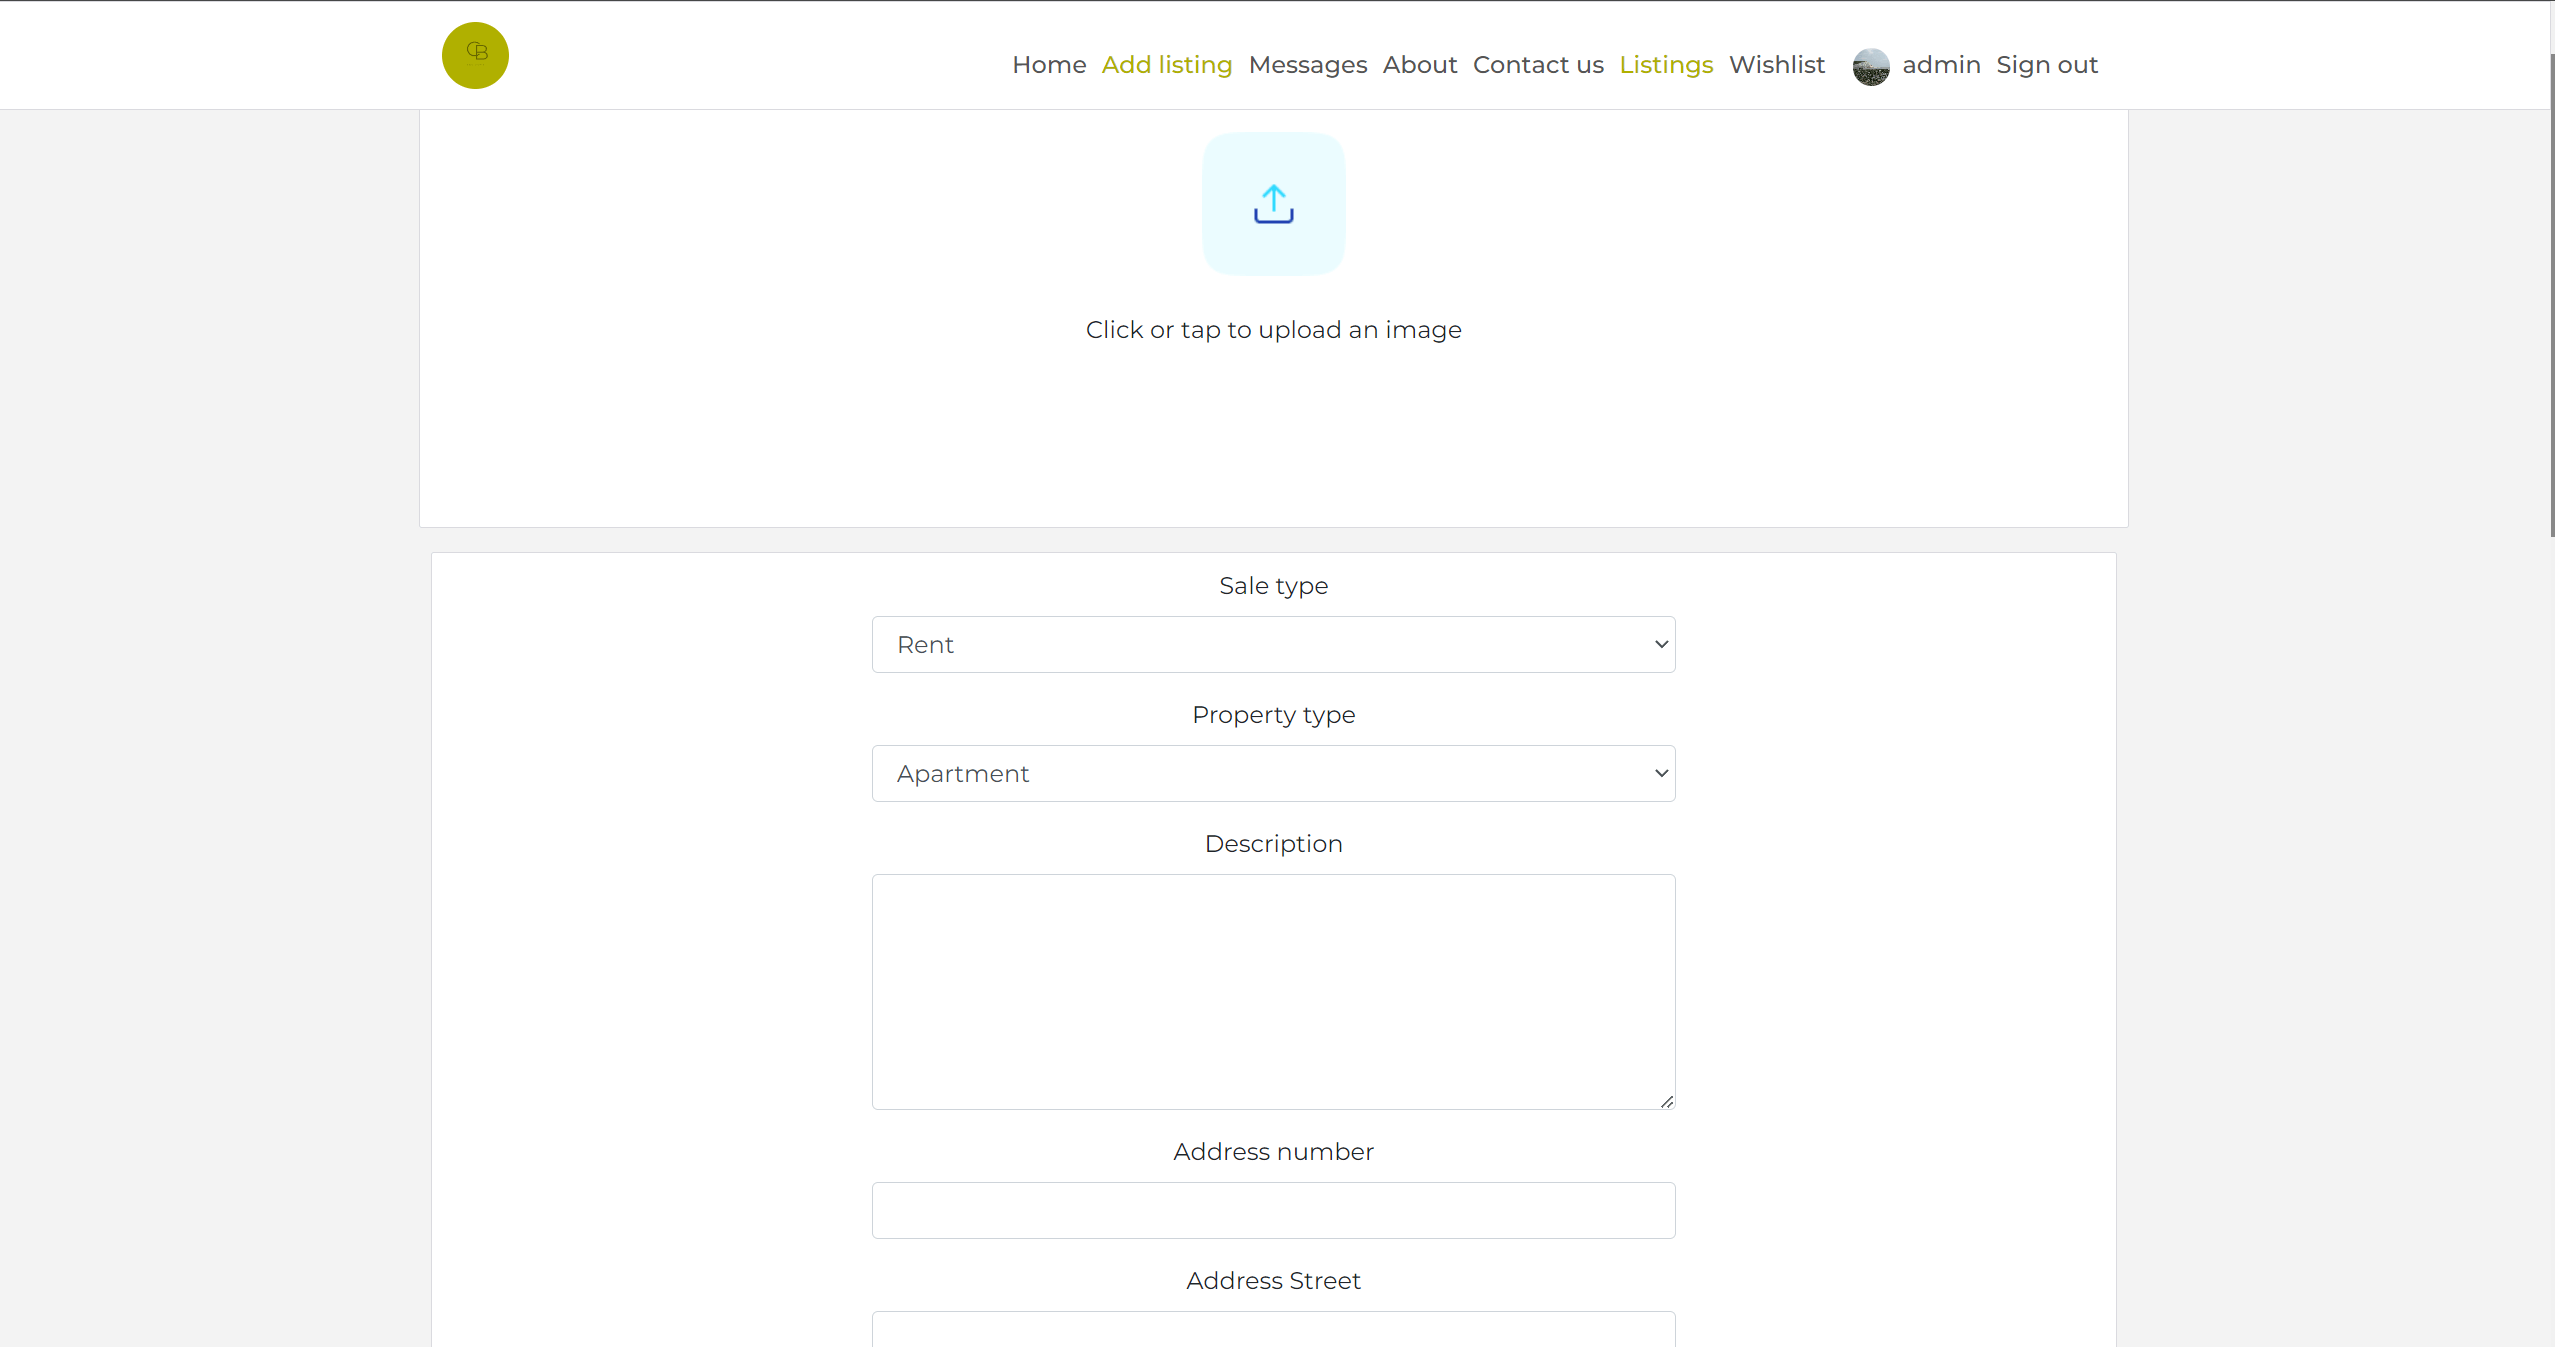 CB
Home Add listing Messages About Contact us Listings Wishlist admin Sign out
Click or tap to upload an image
Sale type
Rent
Property type
Apartment
Description
Address number
Address Street